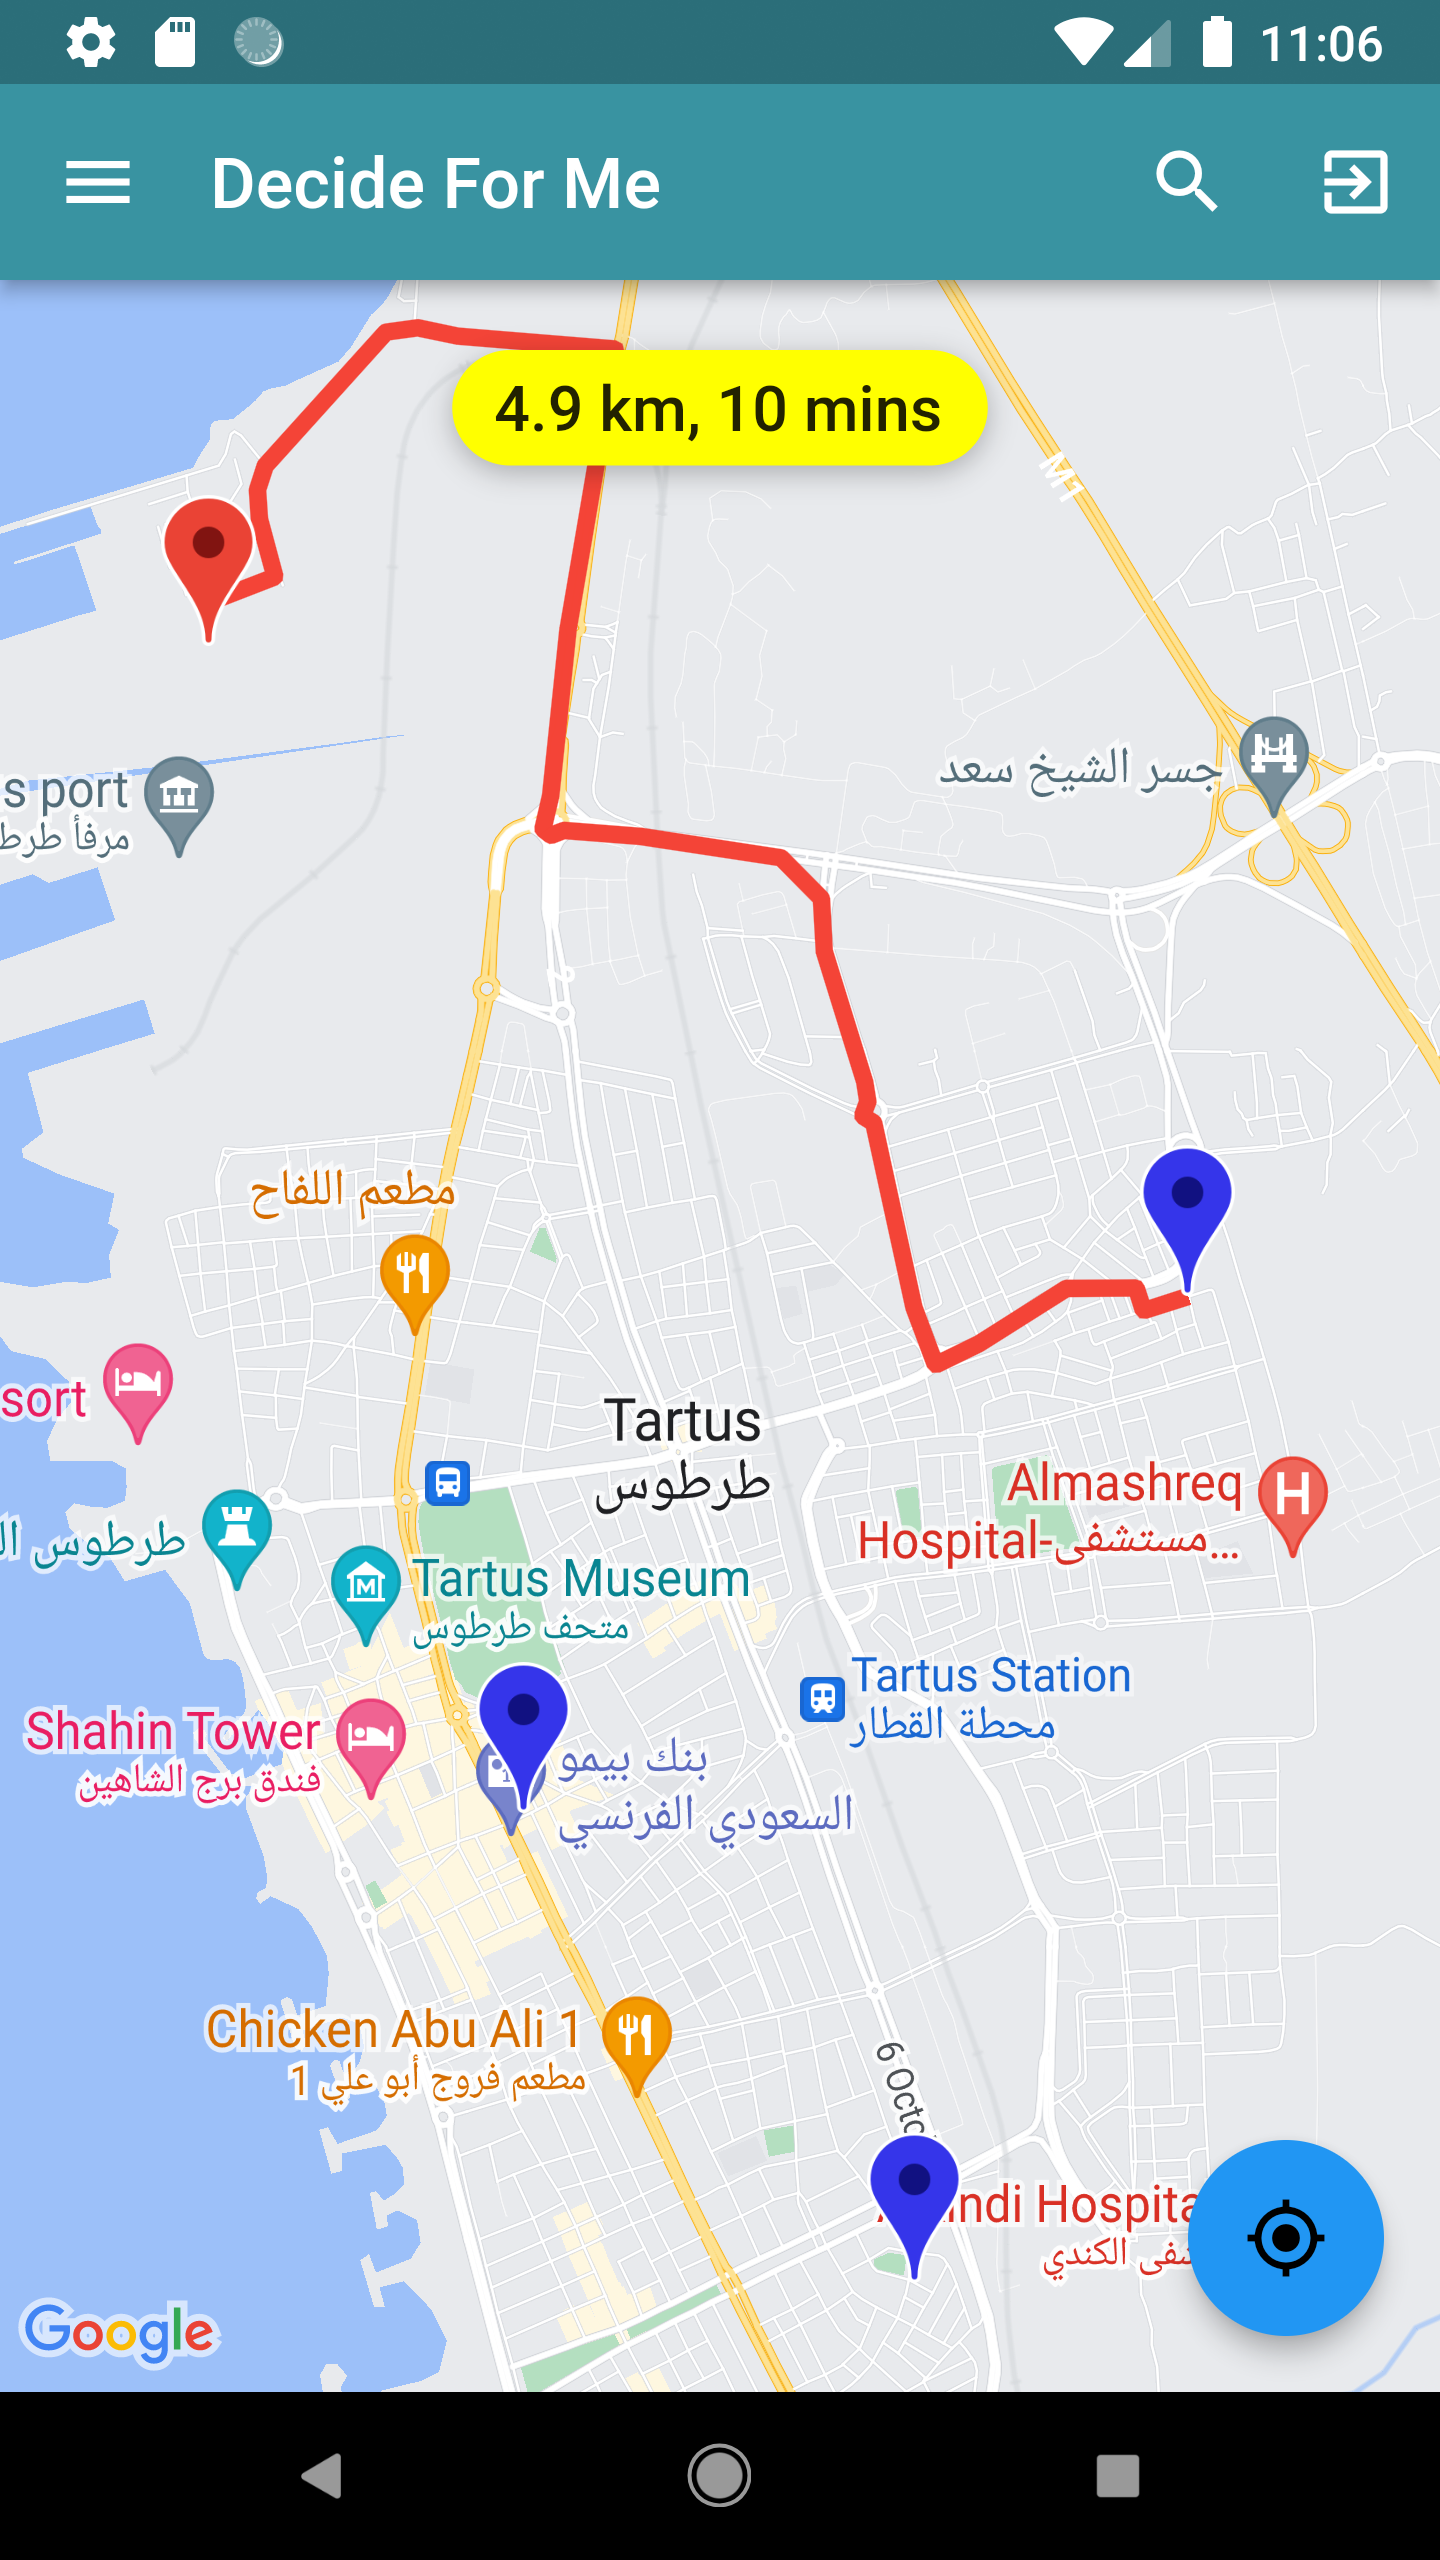 11:06
Decide For Me
4.9 km, 10 mins
M1
جسر الشيخ سعد
s port
مرفأ طرط
2
مطعم اللفاح
sort
Tartus
طرطوس
Almashreq
Hospital-مستشفى...
طرطوس ال
Tartus Museum
متحف طرطوس
Tartus Station
محطة القطار
Shahin Tower
فندق برج الشاهين
بنك بيمو
السعودي الفرنسي
Chicken Abu Ali 1
مطعم فروج أبو علي 1
6 Octo
ndi Hospita
شفى الكندي
Google